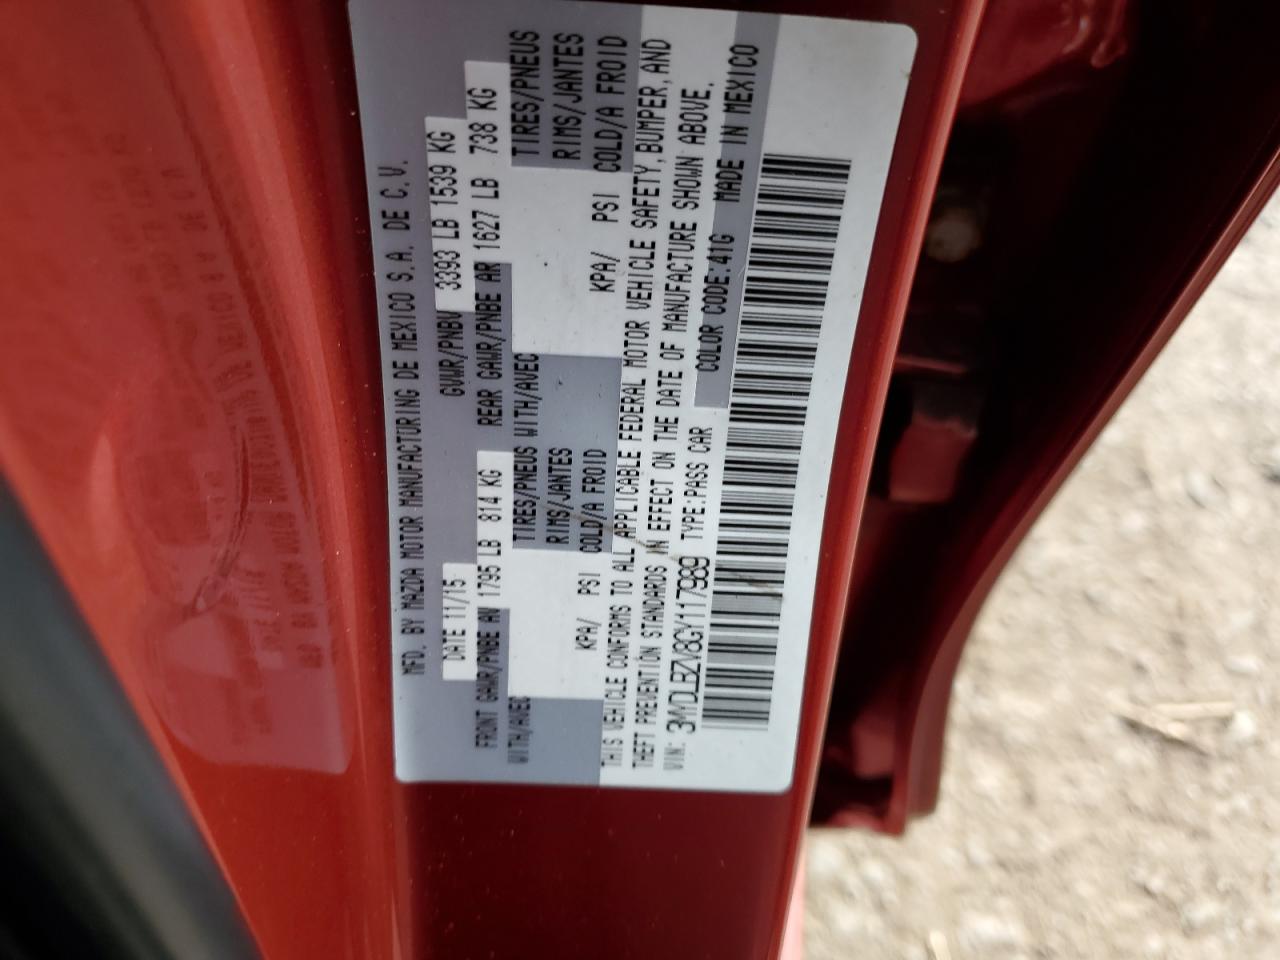 MFD. BY MAZDA MOTOR MANUFACTURING DE MEXICO S.A. DE C.V.
DATE 11/15 GVWR/PNBV 3393 LB 1539 KG
FRONT GAWR/PNBE AV 1795 LB 814 KG REAR GAWR/PNBE AR 1627 LB 738 KG
WITH/AVEC TIRES/PNEUS WITH/AVEC TIRES/PNEUS
RIMS/JANTES RIMS/JANTES
KPA/ PSI COLD/A FROID KPA/ PSI COLD/A FROID
THIS VEHICLE CONFORMS TO ALL APPLICABLE FEDERAL MOTOR VEHICLE SAFETY, BUMPER, AND
THEFT PREVENTION STANDARDS IN EFFECT ON THE DATE OF MANUFACTURE SHOWN ABOVE.
VIN: 3MYDLBZV8GY117989 TYPE:PASS CAR COLOR CODE:41G MADE IN MEXICO